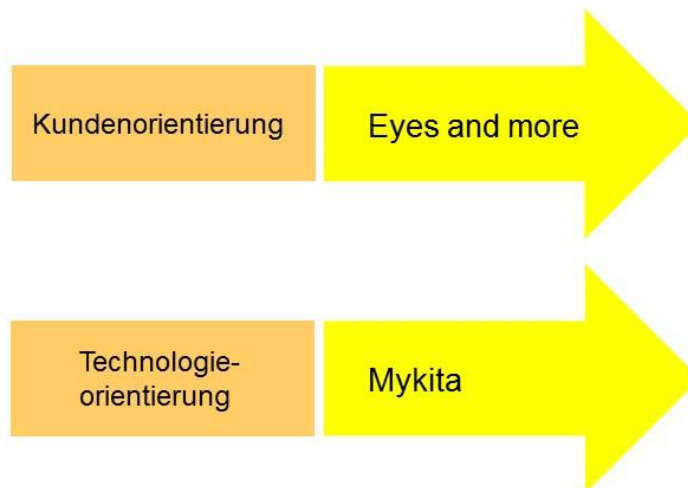 Kundenorientierung
Eyes and more
Technologie-
orientierung
Mykita